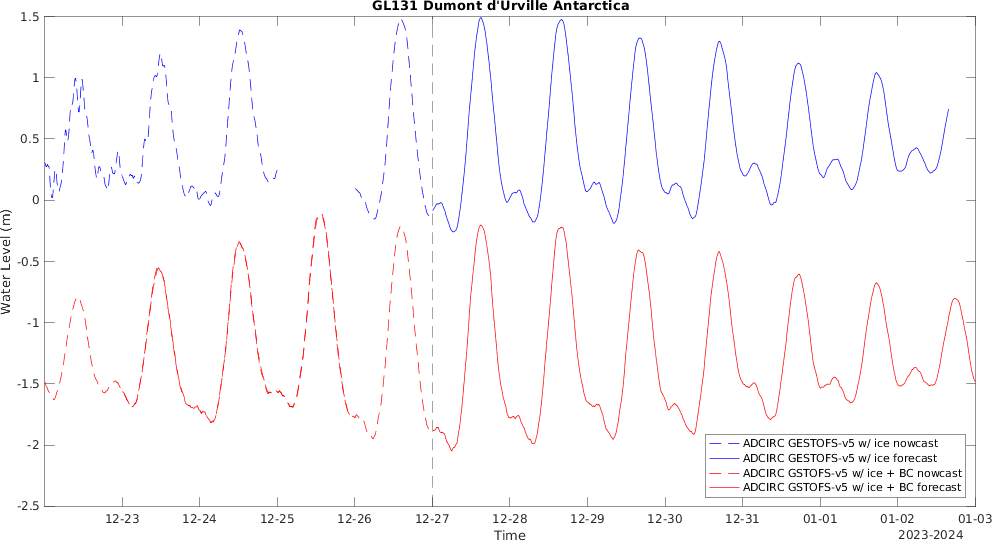 GL131 Dumont d'Urville Antarctica
1.5
1
0.5
0
-0.5
-1
-1.5
-2
-2.5
Water Level (m)
ADCIRC GESTOFS-v5 w/ ice nowcast
ADCIRC GESTOFS-v5 w/ ice forecast
ADCIRC GSTOFS-v5 w/ ice + BC nowcast
ADCIRC GSTOFS-v5 w/ ice + BC forecast
12-23 12-24 12-25 12-26 12-27 12-28 12-29 12-30 12-31 01-01 01-02 01-03
Time
2023-2024